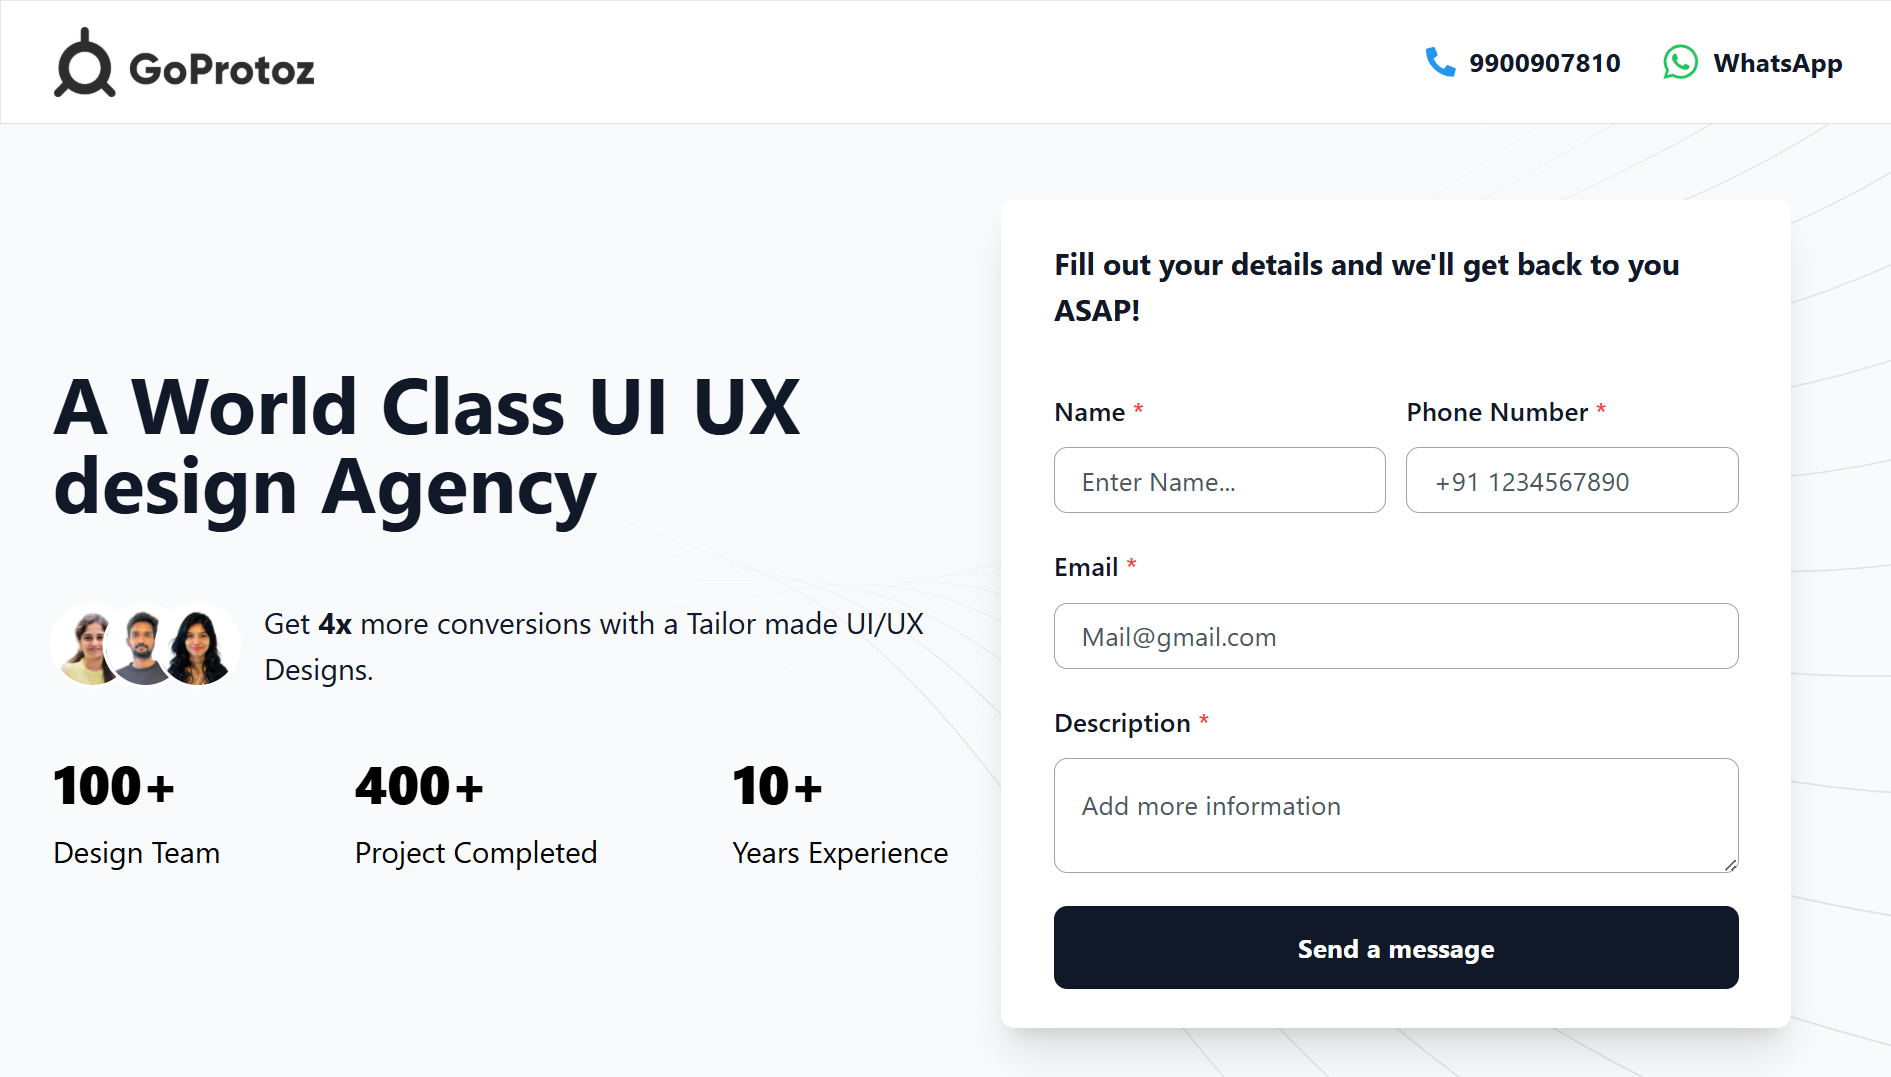 GoProtoz
9900907810
WhatsApp
A World Class UI UX
design Agency
Get 4x more conversions with a Tailor made UI/UX
Designs.
100+
Design Team
400+
Project Completed
10+
Years Experience
Fill out your details and we'll get back to you
ASAP!
Name *
Enter Name...
Phone Number *
+91 1234567890
Email *
Mail@gmail.com
Description *
Add more information
Send a message